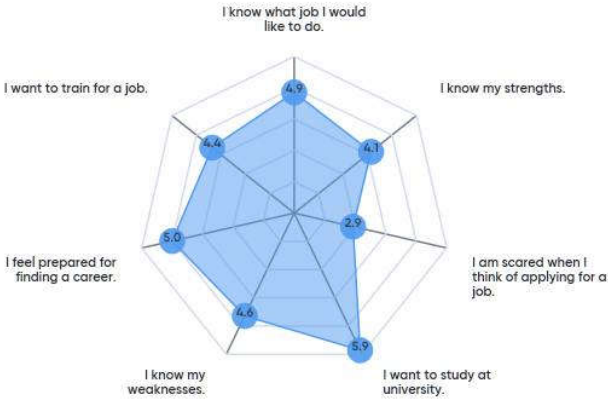 I know what job I would
like to do.
I want to train for a job.
I know my strengths.
4.9
4.4
4.1
2.9
5.0
I feel prepared for
finding a career.
I am scared when I
think of applying for a
job.
4.6
5.9
I know my
weaknesses.
I want to study at
university.